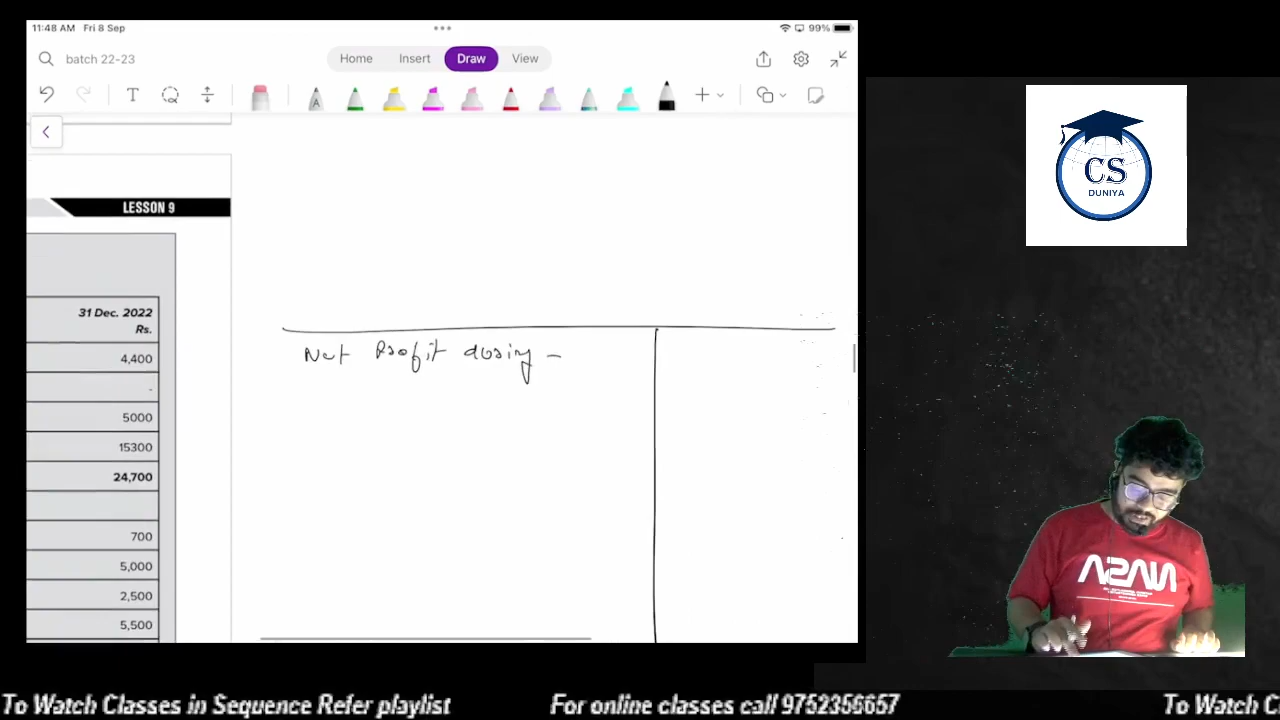 11:48 AM Fri 8 Sep
99%
batch 22-23
Home Insert Draw View
T
A
LESSON 9
31 Dec. 2022
Rs.
4,400
-
5000
15300
24,700
700
5,000
2,500
5,500
Net Profit during -
CS
DUNIYA
NASA
To Watch Classes in Sequence Refer playlist For online classes call 9752356657 To Watch C